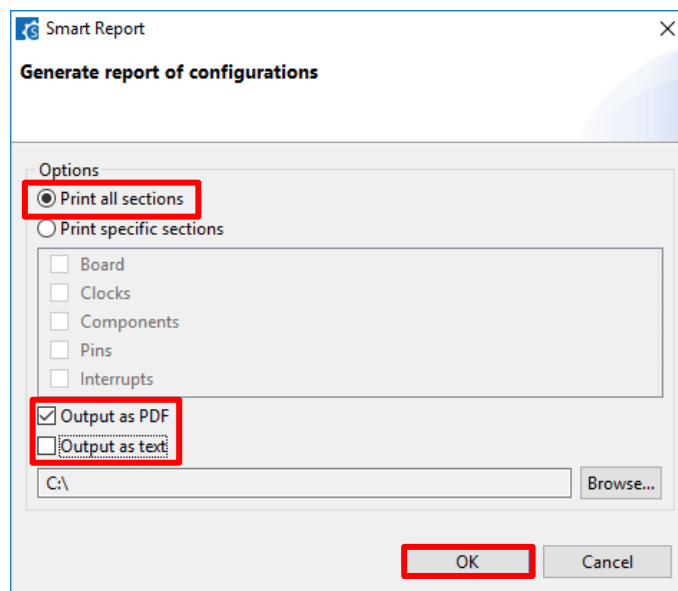 Smart Report
Generate report of configurations
Options
Print all sections
Print specific sections
Board
Clocks
Components
Pins
Interrupts
Output as PDF
Output as text
C:\
Browse...
OK
Cancel